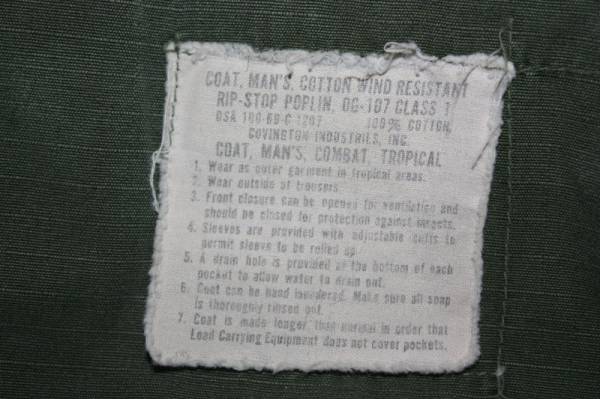 COAT, MAN'S, COTTON WIND RESISTANT
RIP-STOP POPLIN, OG-107 CLASS 1
DSA 100-69-C-1207 100% COTTON,
COVINGTON INDUSTRIES, INC.
COAT, MAN'S, COMBAT, TROPICAL
1. Wear as outer garment in tropical areas.
2. Wear outside of trousers
3. Front closure can be opened for ventilation and
should be closed for protection against insects.
4. Sleeves are provided with adjustable cuffs to
permit sleeve to be rolled up.
5. A drain hole is provided at the bottom of each
pocket to allow water to drain out.
6. Coat can be hand laundered. Make sure all soap
is thoroughly rinsed out.
7. Coat is made longer than normal in order that
Load Carrying Equipment does not cover pockets.